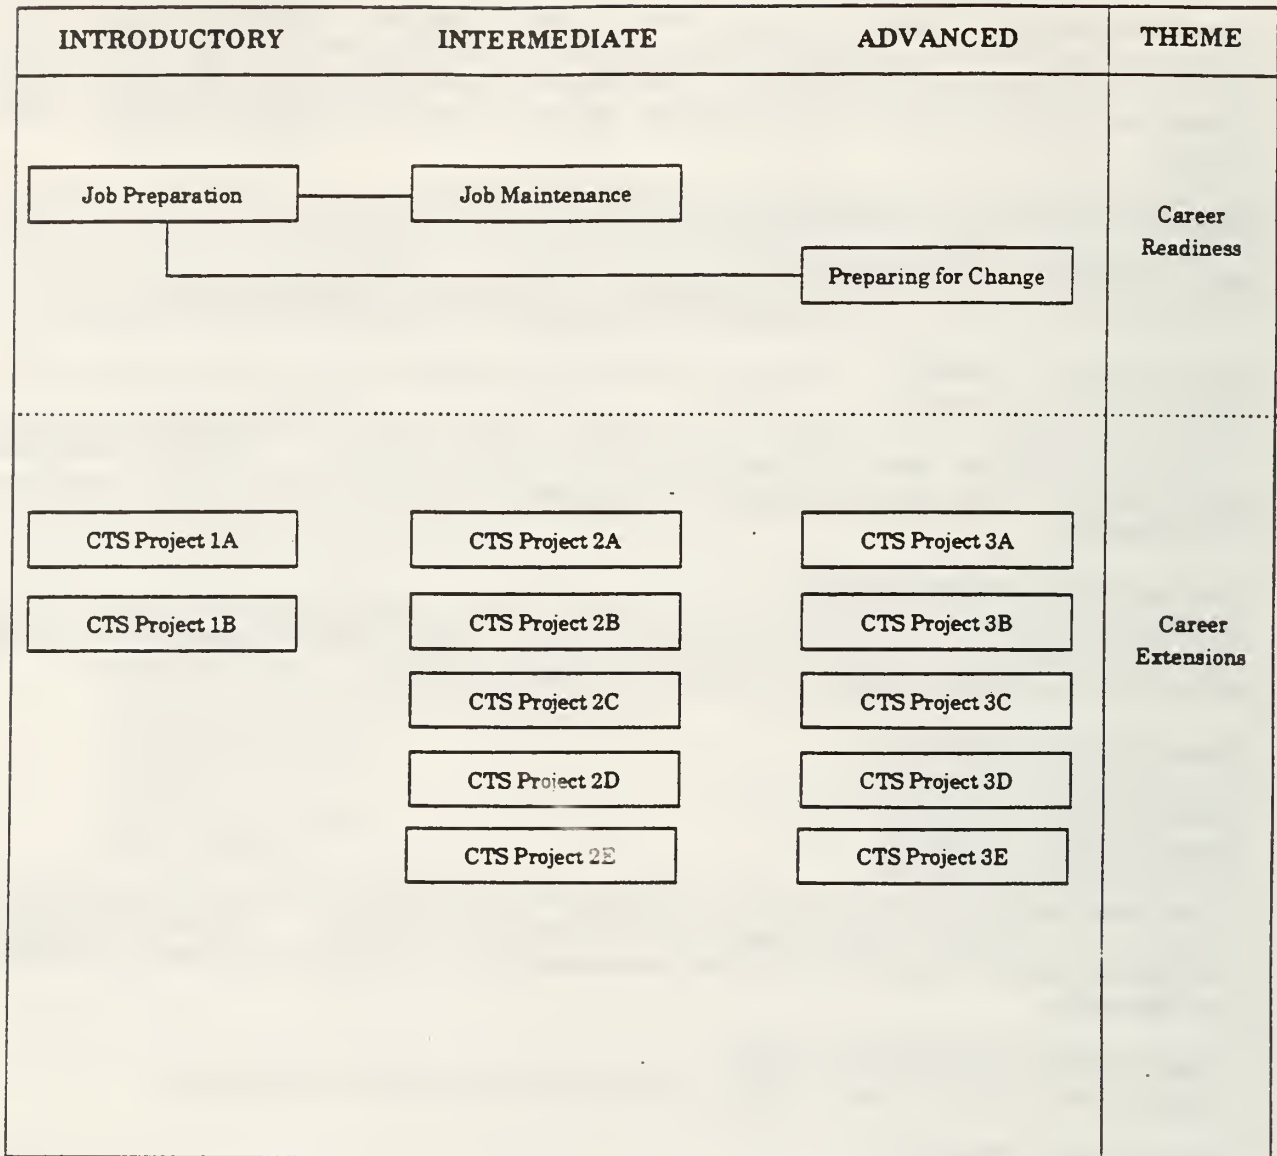 INTRODUCTORY INTERMEDIATE ADVANCED THEME
Job Preparation Job Maintenance
Career
Readiness
Preparing for Change
CTS Project 1A CTS Project 2A CTS Project 3A
CTS Project 1B CTS Project 2B CTS Project 3B
Career
Extensions
CTS Project 2C CTS Project 3C
CTS Project 2D CTS Project 3D
CTS Project 2E CTS Project 3E